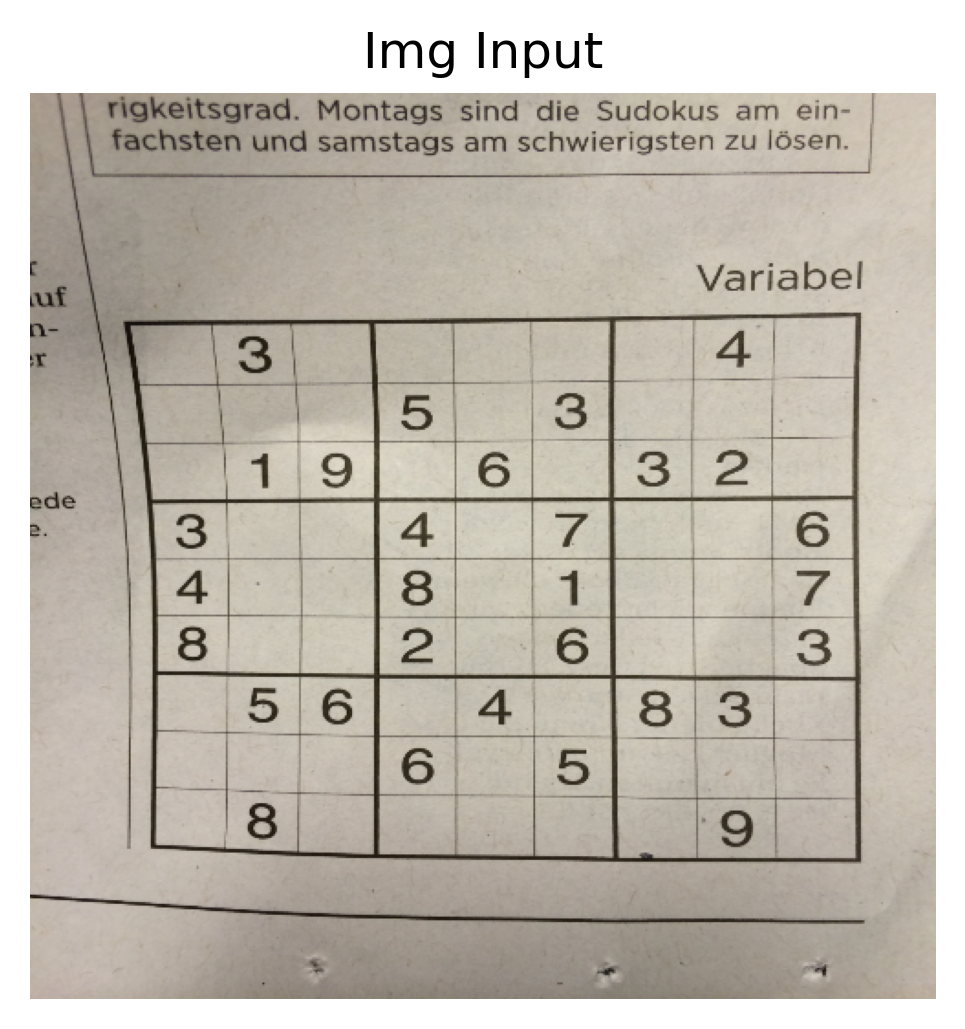 Img Input
rigkeitsgrad. Montags sind die Sudokus am ein-
fachsten und samstags am schwierigsten zu lösen.
uf
n-
er
ede
e.
Variabel
3 4
5 3
1 9 6 3 2
3 4 7 6
4 8 1 7
8 2 6 3
5 6 4 8 3
6 5
8 9